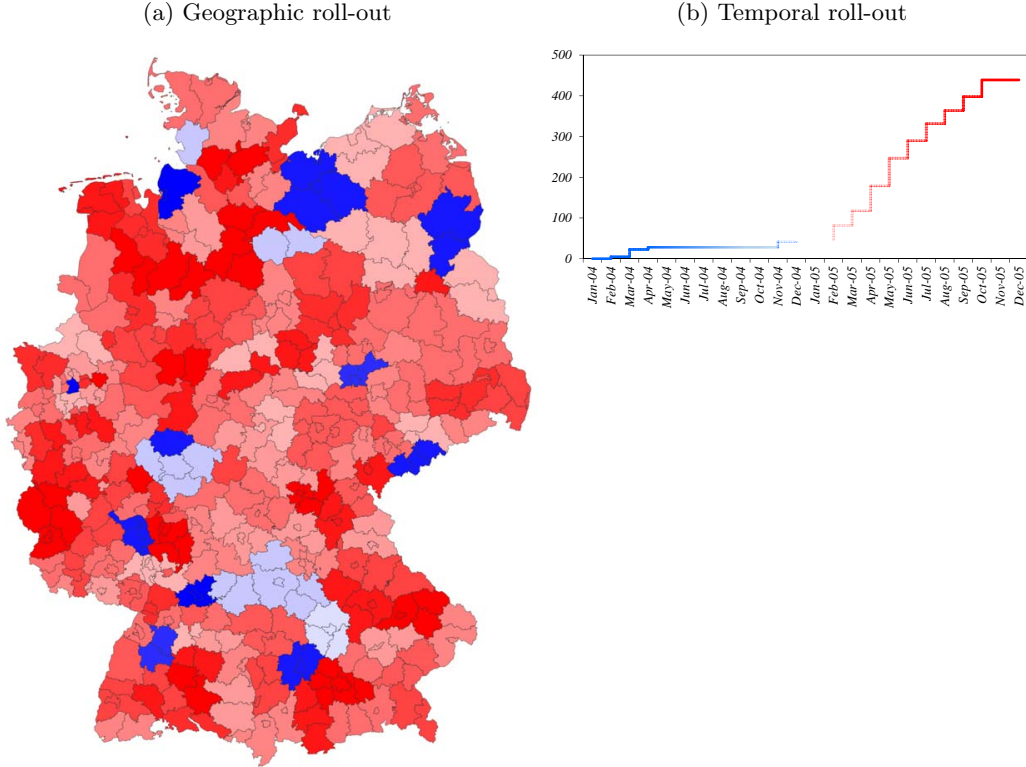 (a) Geographic roll-out
(b) Temporal roll-out
500
400
300
200
100
0
Jan-04
Feb-04
Mar-04
Apr-04
May-04
Jun-04
Jul-04
Aug-04
Sep-04
Oct-04
Nov-04
Dec-04
Jan-05
Feb-05
Mar-05
Apr-05
May-05
Jun-05
Jul-05
Aug-05
Sep-05
Oct-05
Nov-05
Dec-05